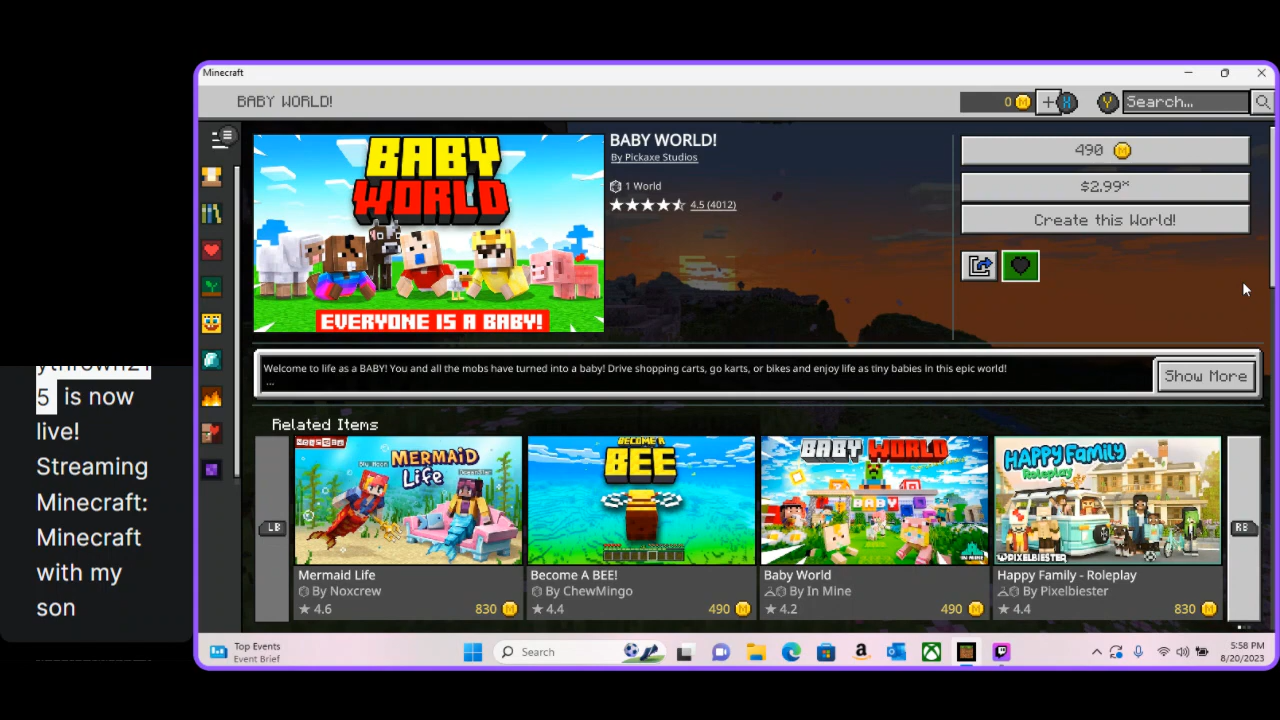 Minecraft
BABY WORLD!
0
+
X
Y
Search...
BABY
WORLD
EVERYONE IS A BABY!
BABY WORLD!
By Pickaxe Studios
1 World
4.5 (4012)
490
$2.99*
Create this World!
Welcome to life as a BABY! You and all the mobs have turned into a baby! Drive shopping carts, go karts, or bikes and enjoy life as tiny babies in this epic world!
...
Show More
5 is now
live!
Streaming
Minecraft:
Minecraft
with my
son
Related Items
LB
RB
MERMAID
Life
BECOME A
BEE
BABY WORLD
BABY
HAPPY FAMILY
Roleplay
PIXELBIESTER
Mermaid Life
By Noxcrew
4.6
830
Become A BEE!
By ChewMingo
4.4
490
Baby World
By In Mine
4.2
490
Happy Family - Roleplay
By Pixelbiester
4.4
830
Top Events
Event Brief
Search
5:58 PM
8/20/2023